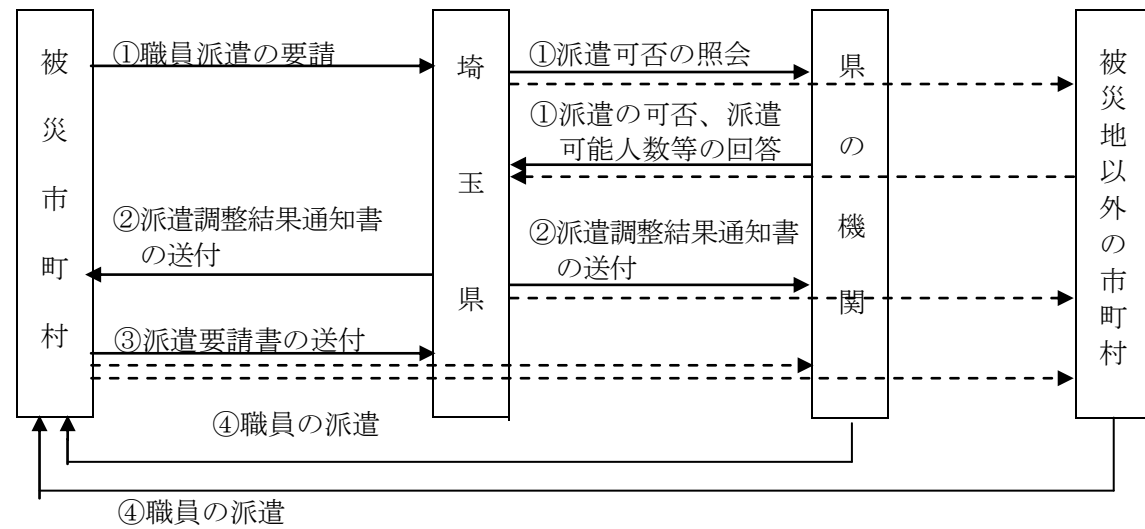 被災市町村
①職員派遣の要請
埼玉県
①派遣可否の照会
県の機関
被災地以外の市町村
①派遣の可否、派遣
可能人数等の回答
②派遣調整結果通知書
の送付
②派遣調整結果通知書
の送付
③派遣要請書の送付
④職員の派遣
④職員の派遣